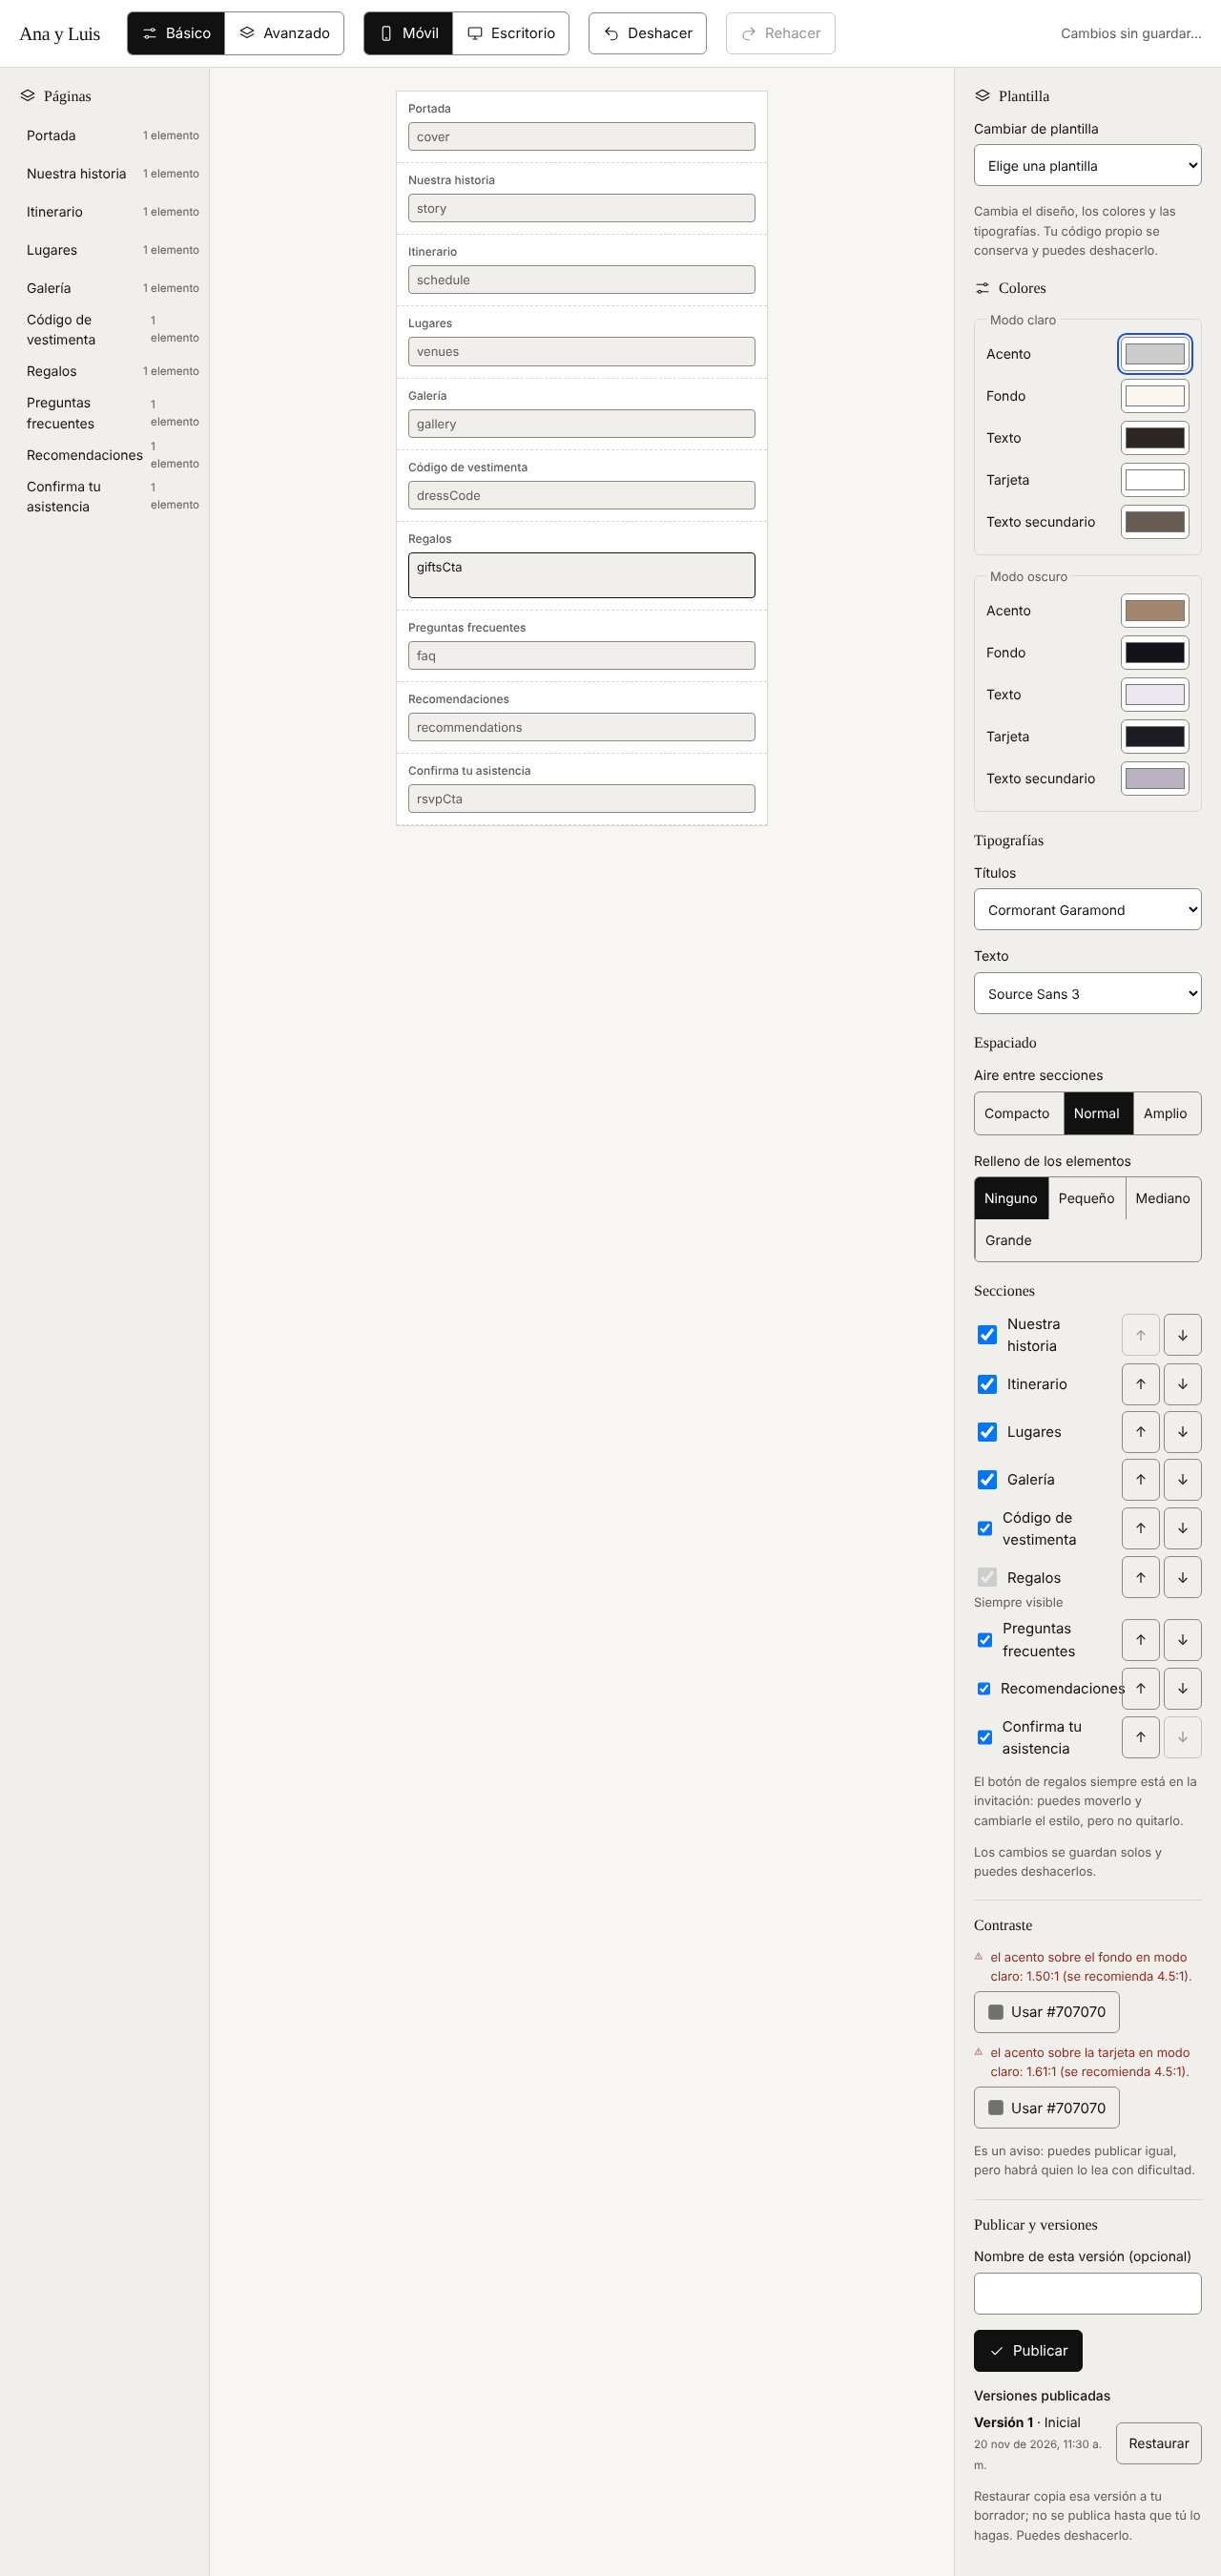 Ana y Luis
Básico
Avanzado
Móvil
Escritorio
Deshacer
Rehacer
Cambios sin guardar...
Páginas
Portada 1 elemento
Nuestra historia 1 elemento
Itinerario 1 elemento
Lugares 1 elemento
Galería 1 elemento
Código de
vestimenta
1
elemento
Regalos 1 elemento
Preguntas
frecuentes
1
elemento
Recomendaciones
1
elemento
Confirma tu
asistencia
1
elemento
Portada
cover
Nuestra historia
story
Itinerario
schedule
Lugares
venues
Galería
gallery
Código de vestimenta
dressCode
Regalos
giftsCta
Preguntas frecuentes
faq
Recomendaciones
recommendations
Confirma tu asistencia
rsvpCta
Plantilla
Cambiar de plantilla
Elige una plantilla
Cambia el diseño, los colores y las
tipografías. Tu código propio se
conserva y puedes deshacerlo.
Colores
Modo claro
Acento
Fondo
Texto
Tarjeta
Texto secundario
Modo oscuro
Acento
Fondo
Texto
Tarjeta
Texto secundario
Tipografías
Títulos
Cormorant Garamond
Texto
Source Sans 3
Espaciado
Aire entre secciones
Compacto Normal Amplio
Relleno de los elementos
Ninguno Pequeño Mediano
Grande
Secciones
Nuestra
historia
↑ ↓
Itinerario ↑ ↓
Lugares ↑ ↓
Galería ↑ ↓
Código de
vestimenta
↑ ↓
Regalos ↑ ↓
Siempre visible
Preguntas
frecuentes
↑ ↓
Recomendaciones ↑ ↓
Confirma tu
asistencia
↑ ↓
El botón de regalos siempre está en la
invitación: puedes moverlo y
cambiarle el estilo, pero no quitarlo.
Los cambios se guardan solos y
puedes deshacerlos.
Contraste
el acento sobre el fondo en modo
claro: 1.50:1 (se recomienda 4.5:1).
Usar #707070
el acento sobre la tarjeta en modo
claro: 1.61:1 (se recomienda 4.5:1).
Usar #707070
Es un aviso: puedes publicar igual,
pero habrá quien lo lea con dificultad.
Publicar y versiones
Nombre de esta versión (opcional)
Publicar
Versiones publicadas
Versión 1 · Inicial
20 nov de 2026, 11:30 a.
m.
Restaurar
Restaurar copia esa versión a tu
borrador; no se publica hasta que tú lo
hagas. Puedes deshacerlo.